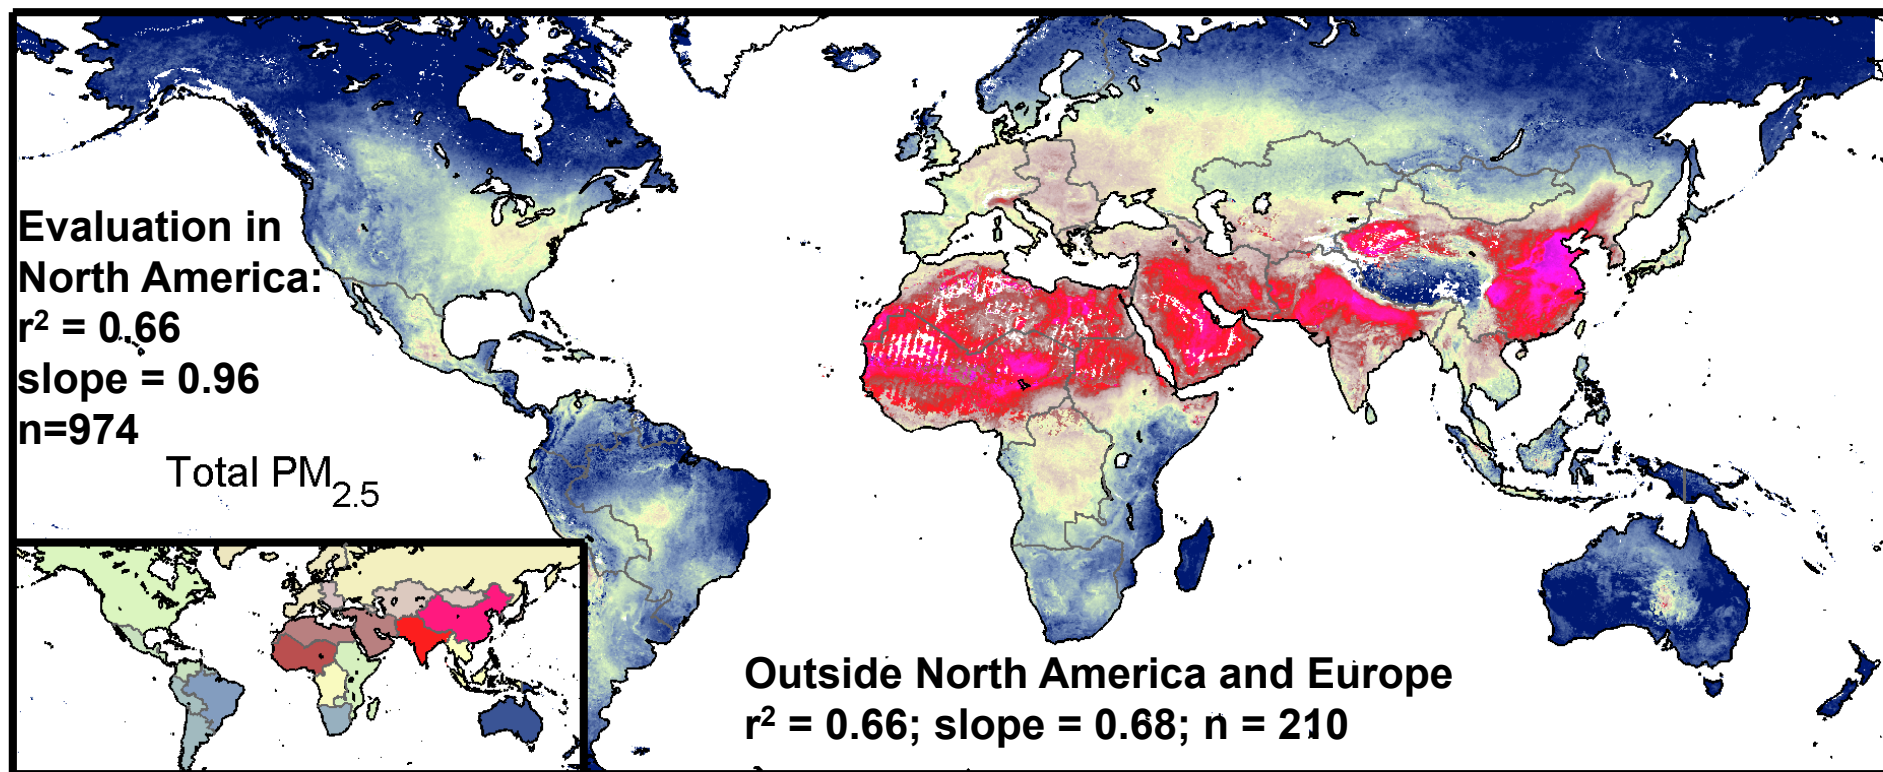 Evaluation in
North America:
r² = 0.66
slope = 0.96
n=974
Total PM₂.₅
Outside North America and Europe
r² = 0.66; slope = 0.68; n = 210